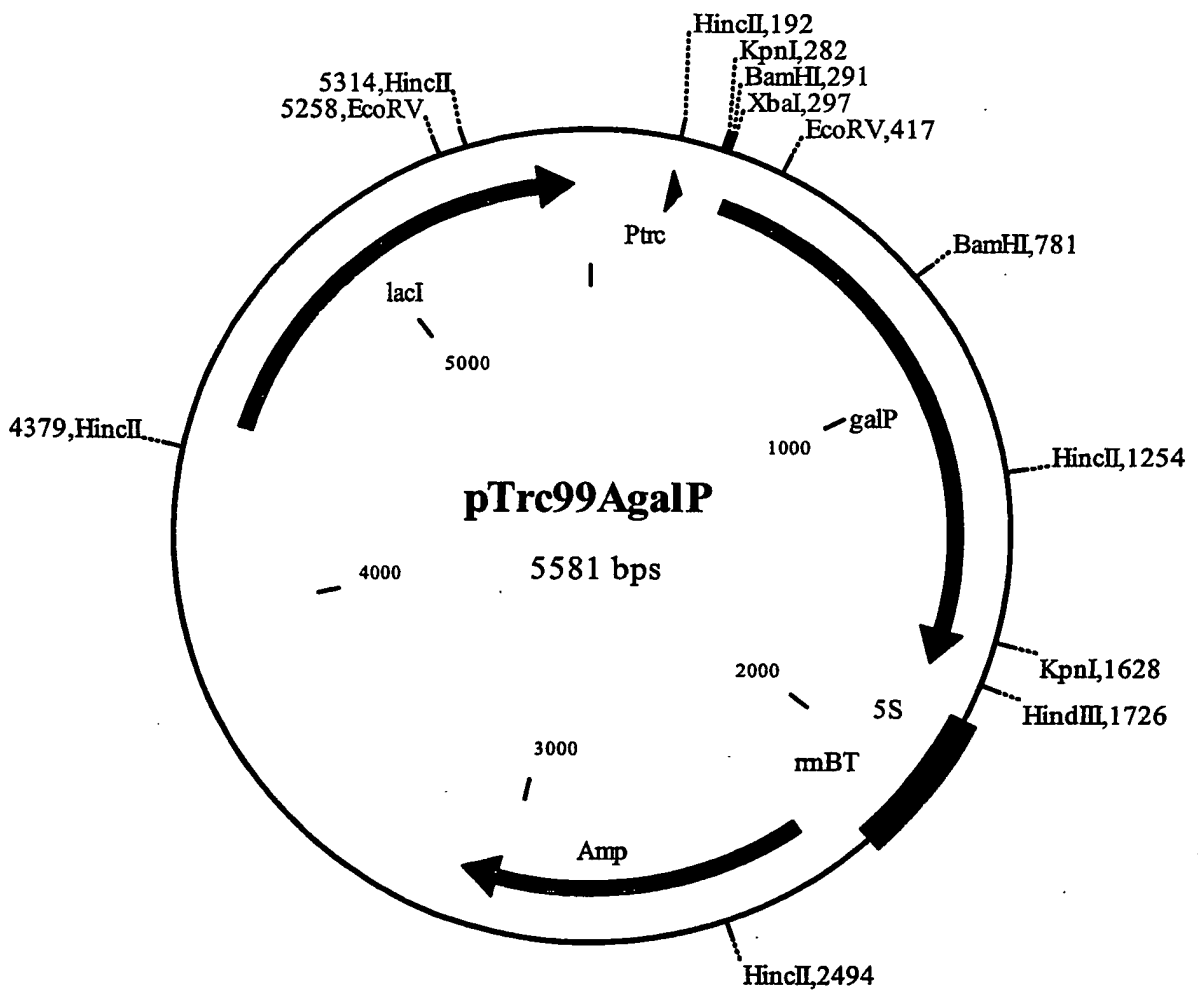 HincII,192
KpnI,282
BamHI,291
XbaI,297
EcoRV,417
5314,HincII
5258,EcoRV
Ptrc
BamHI,781
lacI
5000
galP
1000
4379,HincII
HincII,1254
pTrc99AgalP
5581 bps
4000
KpnI,1628
2000
5S
HindIII,1726
3000
rrnBT
Amp
HincII,2494